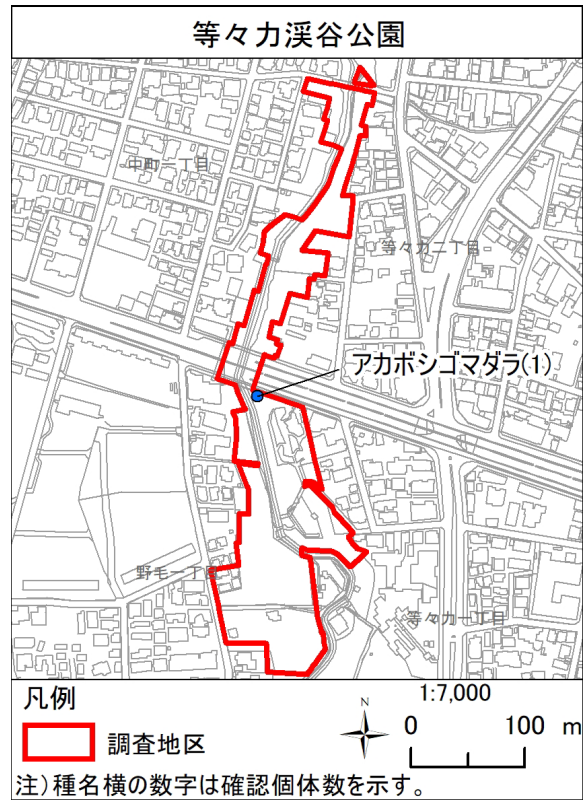 等々力渓谷公園
中町一丁目
等々力二丁目
アカボシゴマダラ(1)
野毛一丁目
等々力一丁目
凡例
調査地区
N
1:7,000
0 100 m
注)種名横の数字は確認個体数を示す。